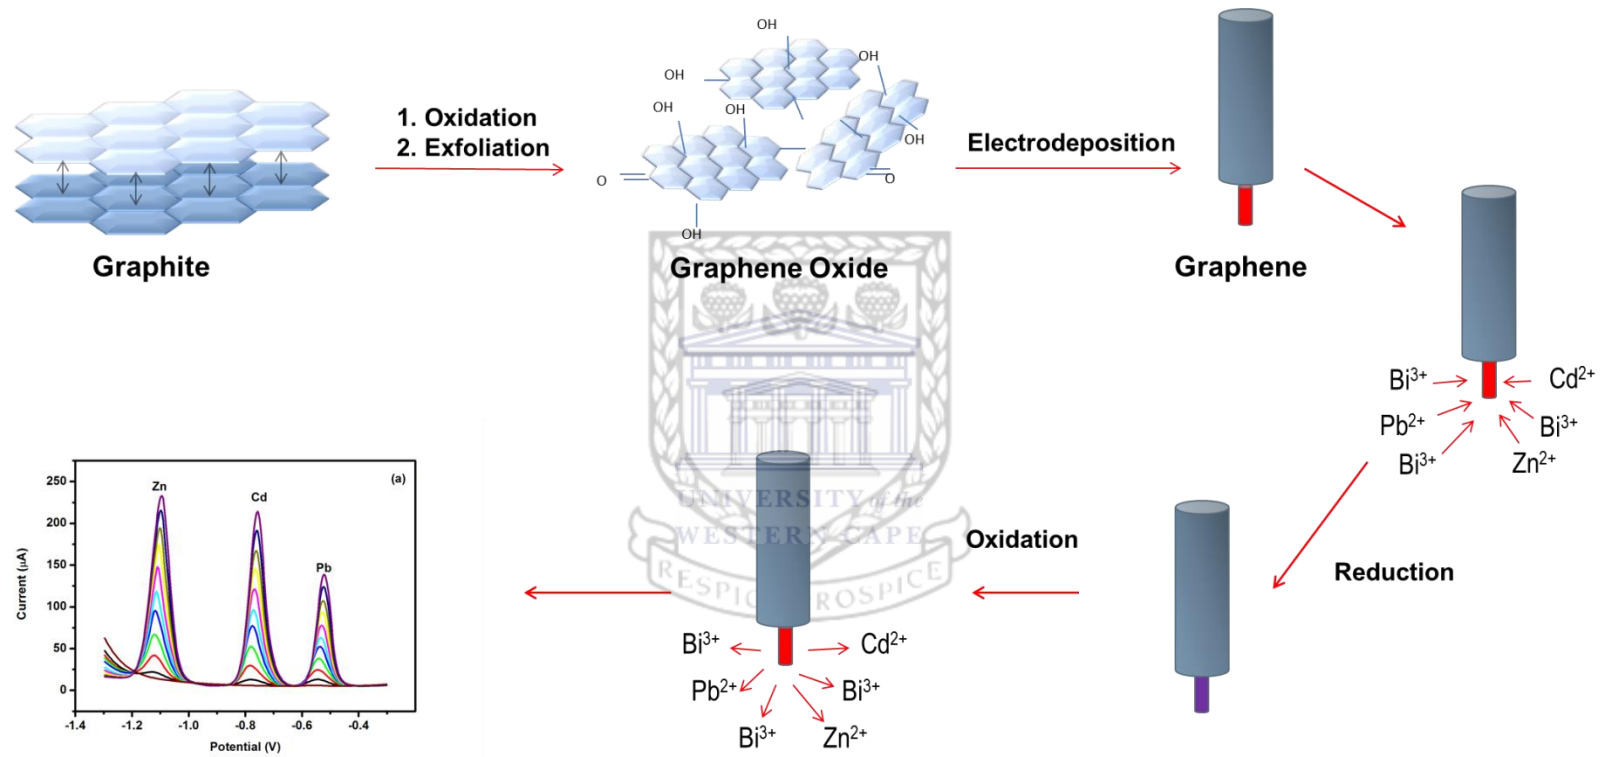 1. Oxidation
2. Exfoliation
Graphite
OH
OH
OH
OH
OH
OH
O
O
OH
Graphene Oxide
Electrodeposition
Graphene
Bi3+
Cd2+
Pb2+
Bi3+
Bi3+
Zn2+
Reduction
Oxidation
Bi3+
Cd2+
Pb2+
Bi3+
Bi3+
Zn2+
UNIVERSITY of the
WESTERN CAPE
RESPICE PROSPICE
(a)
Zn
Cd
Pb
Current (µA)
250
200
150
100
50
0
-1.4
-1.2
-1.0
-0.8
-0.6
-0.4
Potential (V)